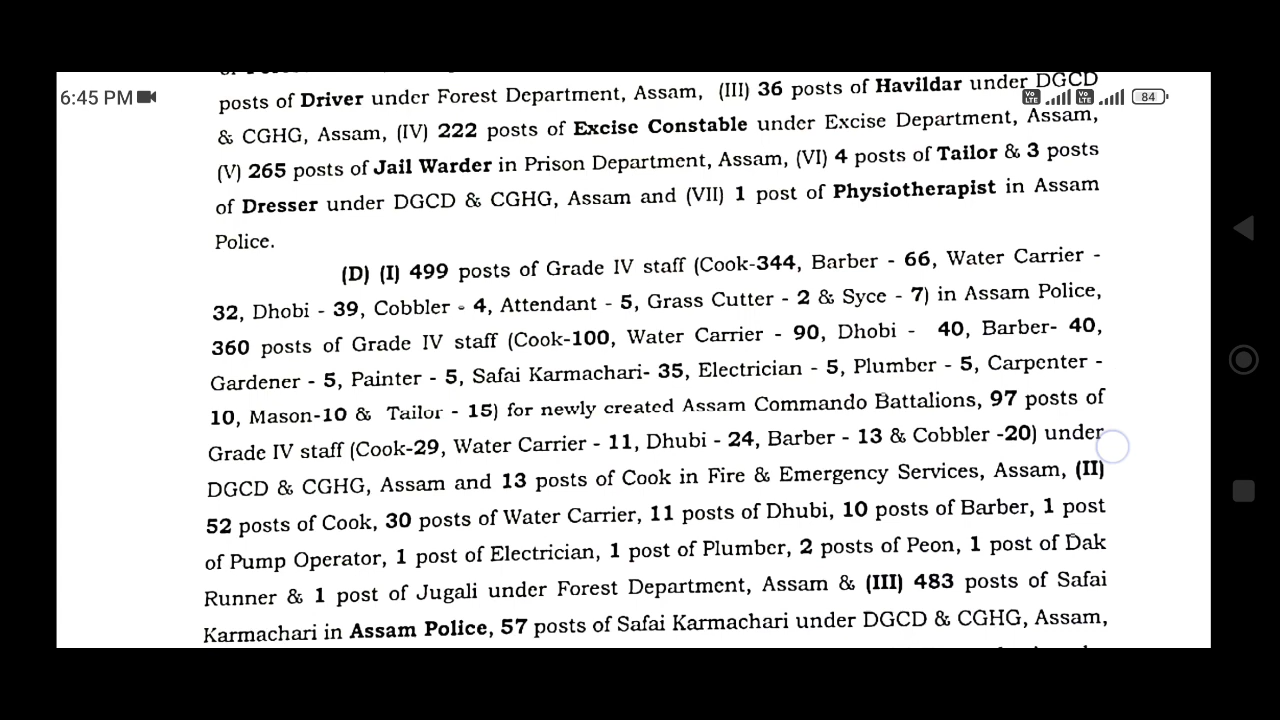 posts of Driver under Forest Department, Assam, (III) 36 posts of Havildar under DGCD
6:45 PM
84
& CGHG, Assam, (IV) 222 posts of Excise Constable under Excise Department, Assam,
(V) 265 posts of Jail Warder in Prison Department, Assam, (VI) 4 posts of Tailor & 3 posts
of Dresser under DGCD & CGHG, Assam and (VII) 1 post of Physiotherapist in Assam
Police.
(D) (I) 499 posts of Grade IV staff (Cook-344, Barber - 66, Water Carrier -
32, Dhobi - 39, Cobbler - 4, Attendant - 5, Grass Cutter - 2 & Syce - 7) in Assam Police,
360 posts of Grade IV staff (Cook-100, Water Carrier - 90, Dhobi - 40, Barber- 40,
Gardener - 5, Painter - 5, Safai Karmachari- 35, Electrician - 5, Plumber - 5, Carpenter -
10, Mason-10 & Tailor - 15) for newly created Assam Commando Battalions, 97 posts of
Grade IV staff (Cook-29, Water Carrier - 11, Dhubi - 24, Barber - 13 & Cobbler -20) under
DGCD & CGHG, Assam and 13 posts of Cook in Fire & Emergency Services, Assam, (II)
52 posts of Cook, 30 posts of Water Carrier, 11 posts of Dhubi, 10 posts of Barber, 1 post
of Pump Operator, 1 post of Electrician, 1 post of Plumber, 2 posts of Peon, 1 post of Dak
Runner & 1 post of Jugali under Forest Department, Assam & (III) 483 posts of Safai
Karmachari in Assam Police, 57 posts of Safai Karmachari under DGCD & CGHG, Assam,